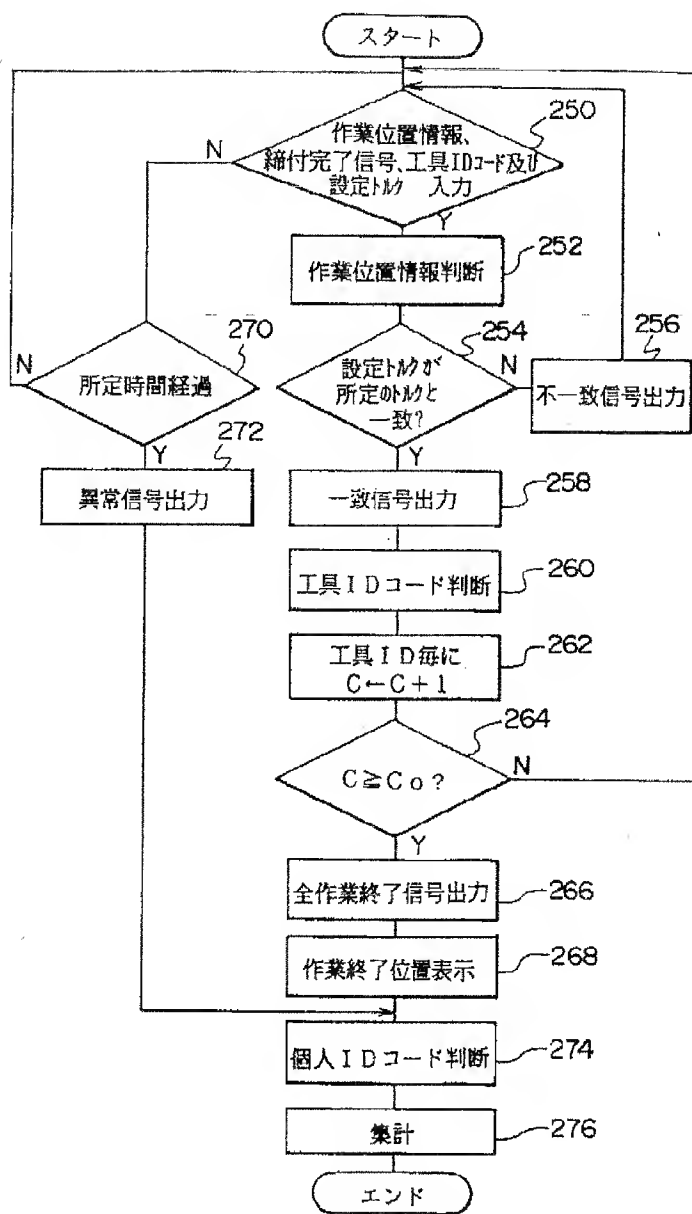 スタート
250
作業位置情報、
締付完了信号、工具IDコード及び
設定トルク 入力
N
Y
252
作業位置情報判断
270
254
256
N
所定時間経過
設定トルクが
所定のトルクと
一致?
N
不一致信号出力
272
Y
Y
異常信号出力
一致信号出力
258
工具IDコード判断
260
工具ID毎に
C←C+1
262
264
C≧Co?
N
Y
全作業終了信号出力
266
作業終了位置表示
268
個人IDコード判断
274
集計
276
エンド